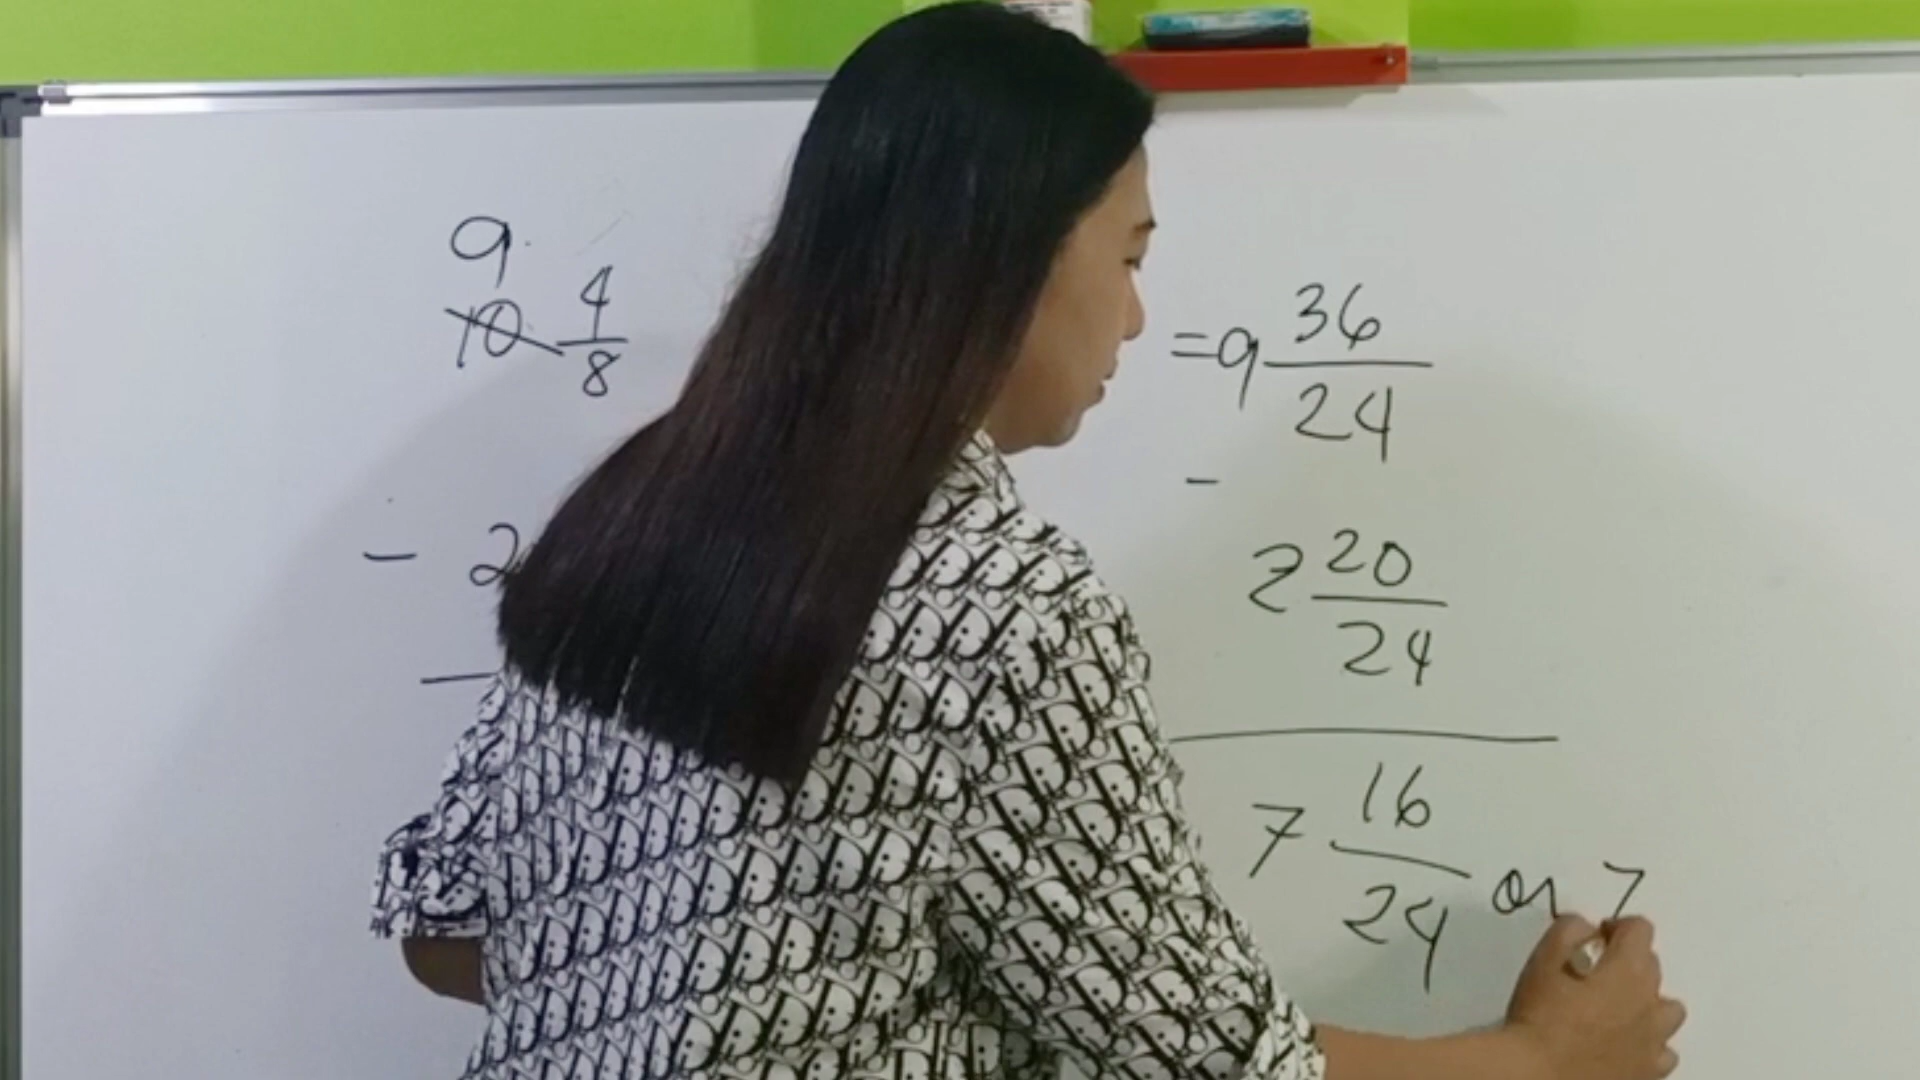 9
10 4/8
- 2
= 9 36/24
-
2 20/24
7 16/24 or 7